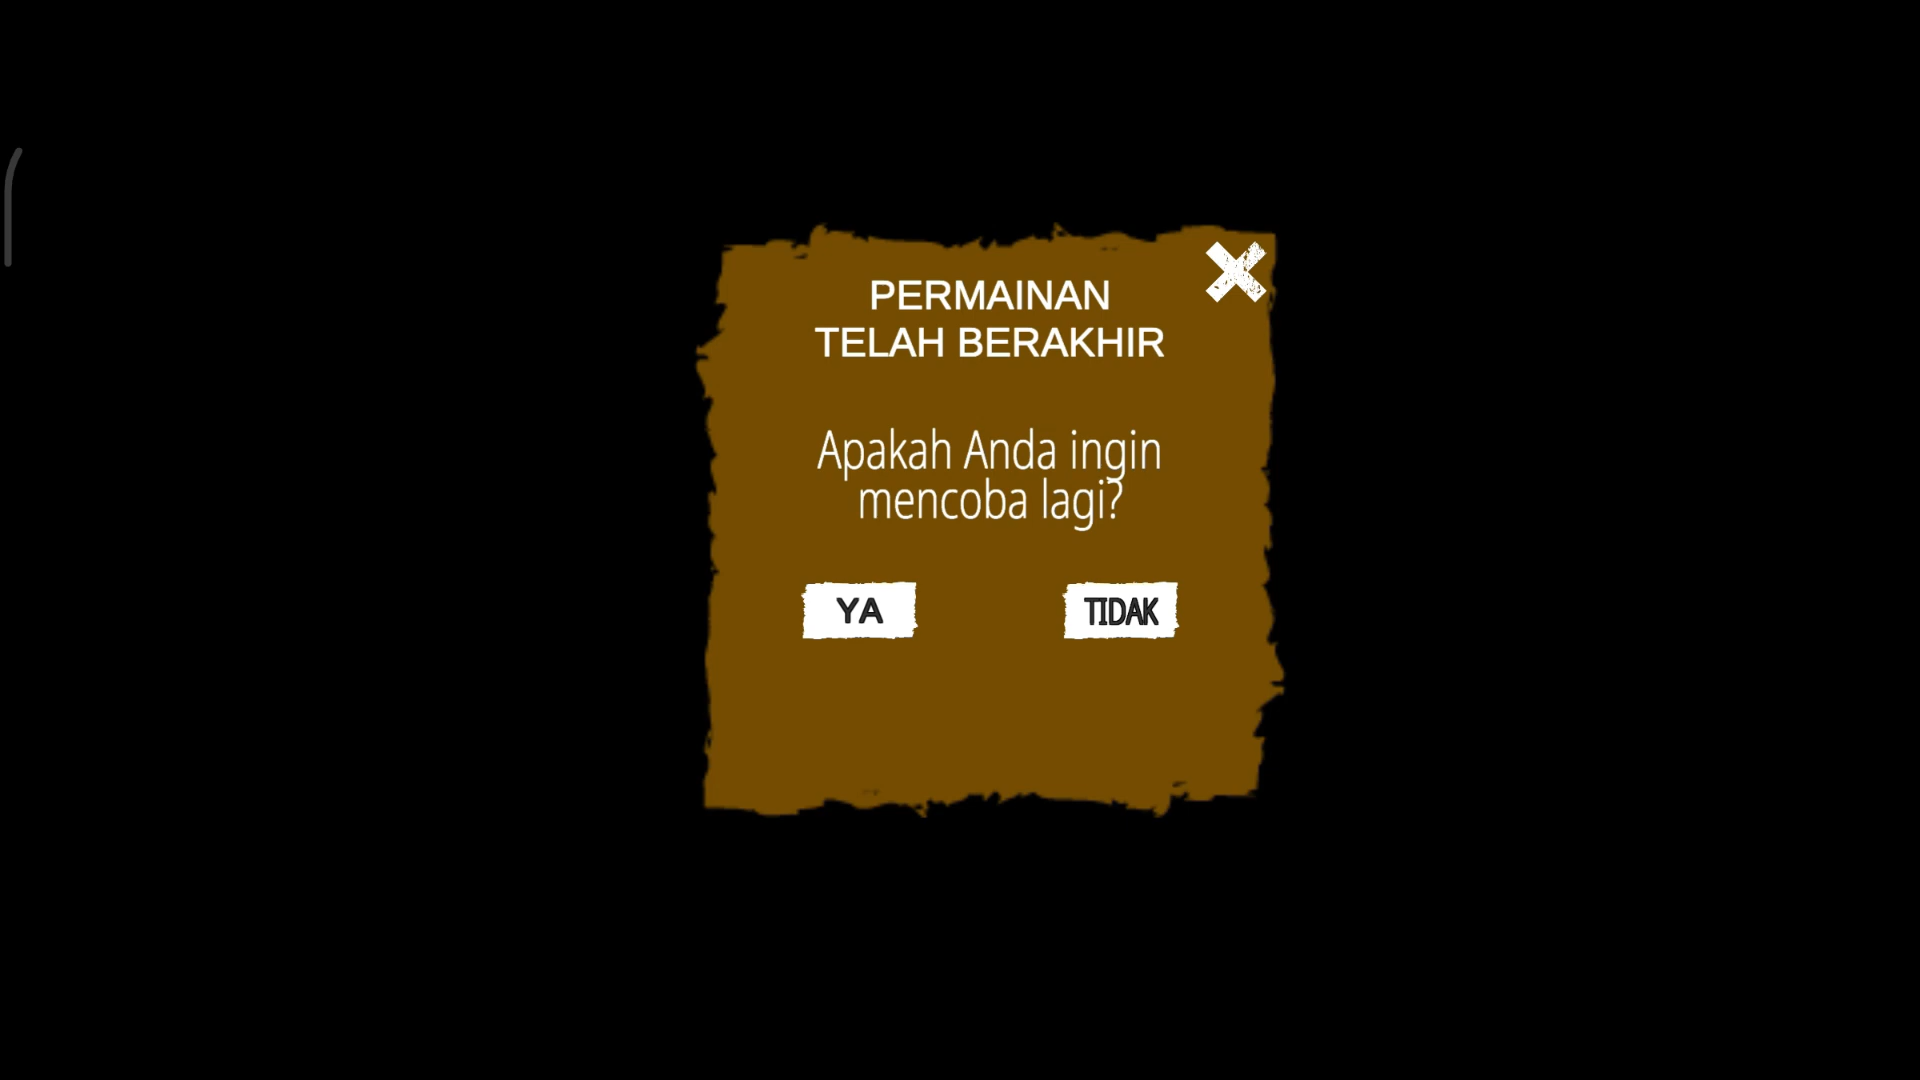 PERMAINAN
TELAH BERAKHIR
Apakah Anda ingin
mencoba lagi?
YA
TIDAK